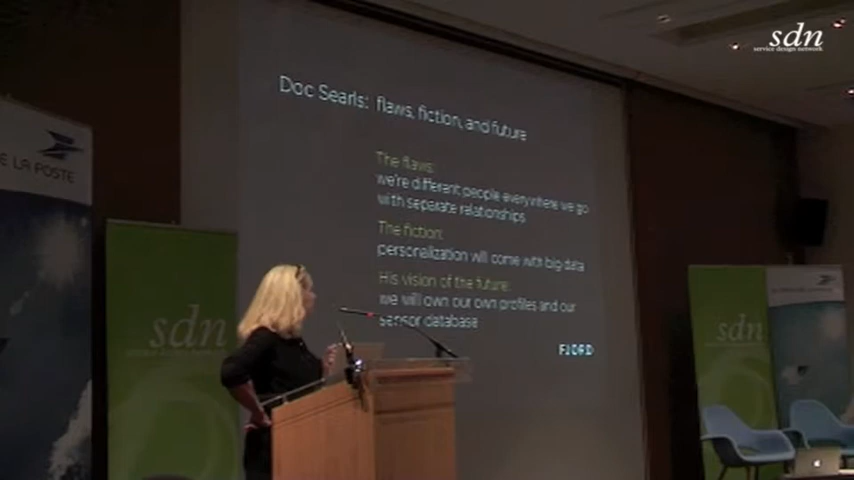 sdn
service design network
Doc Searls: flaws, fiction, and future
The flaws:
we're different people everywhere we go
with separate relationships
The fiction:
personalization will come with big data
His vision of the future:
we will own our own profiles and our
sensor database
FJORD
E LA POSTE
sdn
sdn